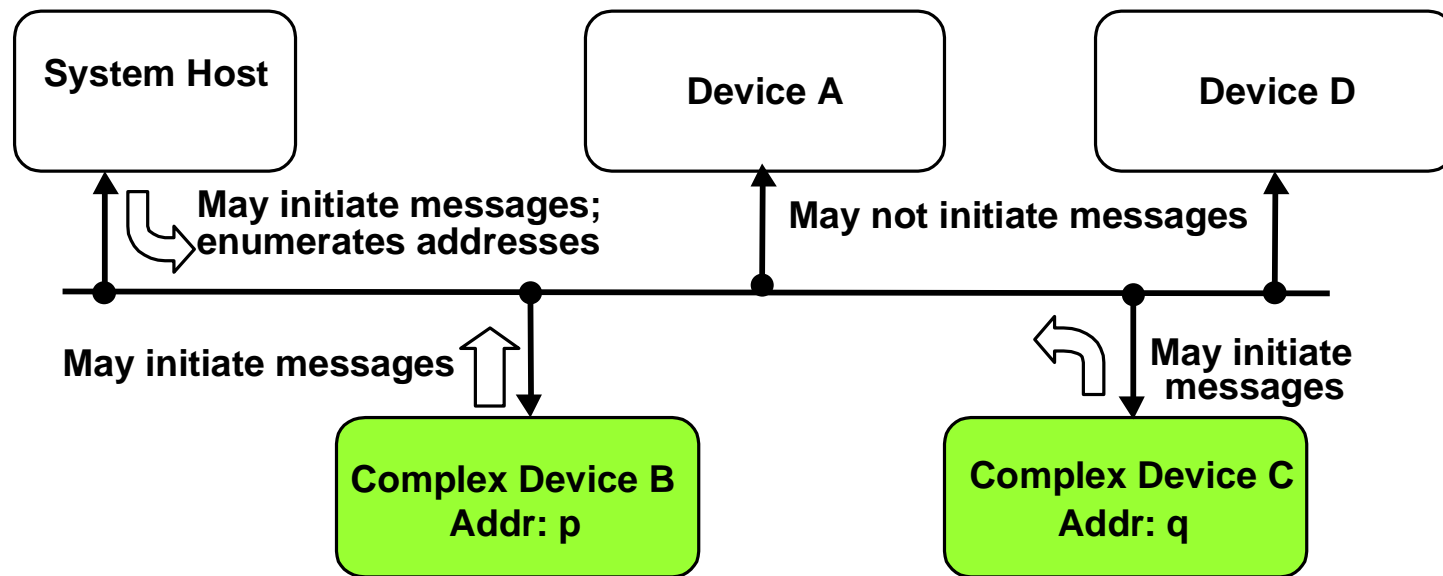 System Host
Device A
Device D
May initiate messages;
enumerates addresses
May not initiate messages
May initiate messages
May initiate
messages
Complex Device B
Addr: p
Complex Device C
Addr: q